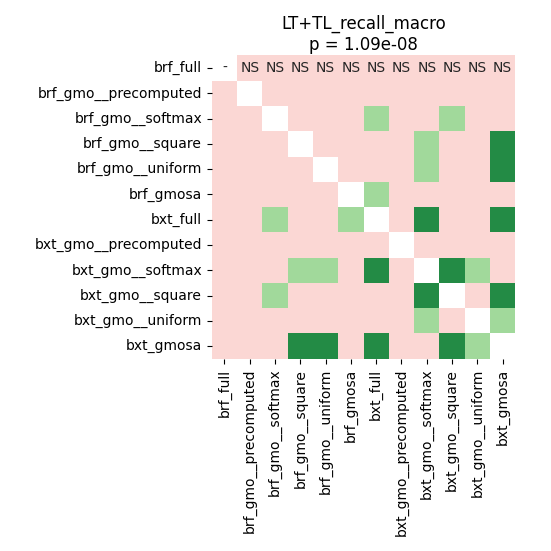 LT+TL_recall_macro
p = 1.09e-08
brf_full - NS NS NS NS NS NS NS NS NS NS NS
brf_gmo__precomputed
brf_gmo__softmax
brf_gmo__square
brf_gmo__uniform
brf_gmosa
bxt_full
bxt_gmo__precomputed
bxt_gmo__softmax
bxt_gmo__square
bxt_gmo__uniform
bxt_gmosa
brf_full
brf_gmo__precomputed
brf_gmo__softmax
brf_gmo__square
brf_gmo__uniform
brf_gmosa
bxt_full
bxt_gmo__precomputed
bxt_gmo__softmax
bxt_gmo__square
bxt_gmo__uniform
bxt_gmosa